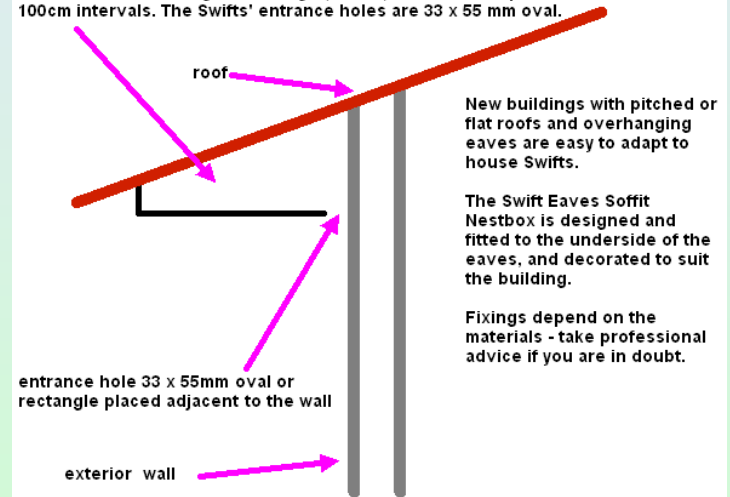 100cm intervals. The Swifts' entrance holes are 33 x 55 mm oval.
roof
New buildings with pitched or
flat roofs and overhanging
eaves are easy to adapt to
house Swifts.
The Swift Eaves Soffit
Nestbox is designed and
fitted to the underside of the
eaves, and decorated to suit
the building.
Fixings depend on the
materials - take professional
advice if you are in doubt.
entrance hole 33 x 55mm oval or
rectangle placed adjacent to the wall
exterior wall